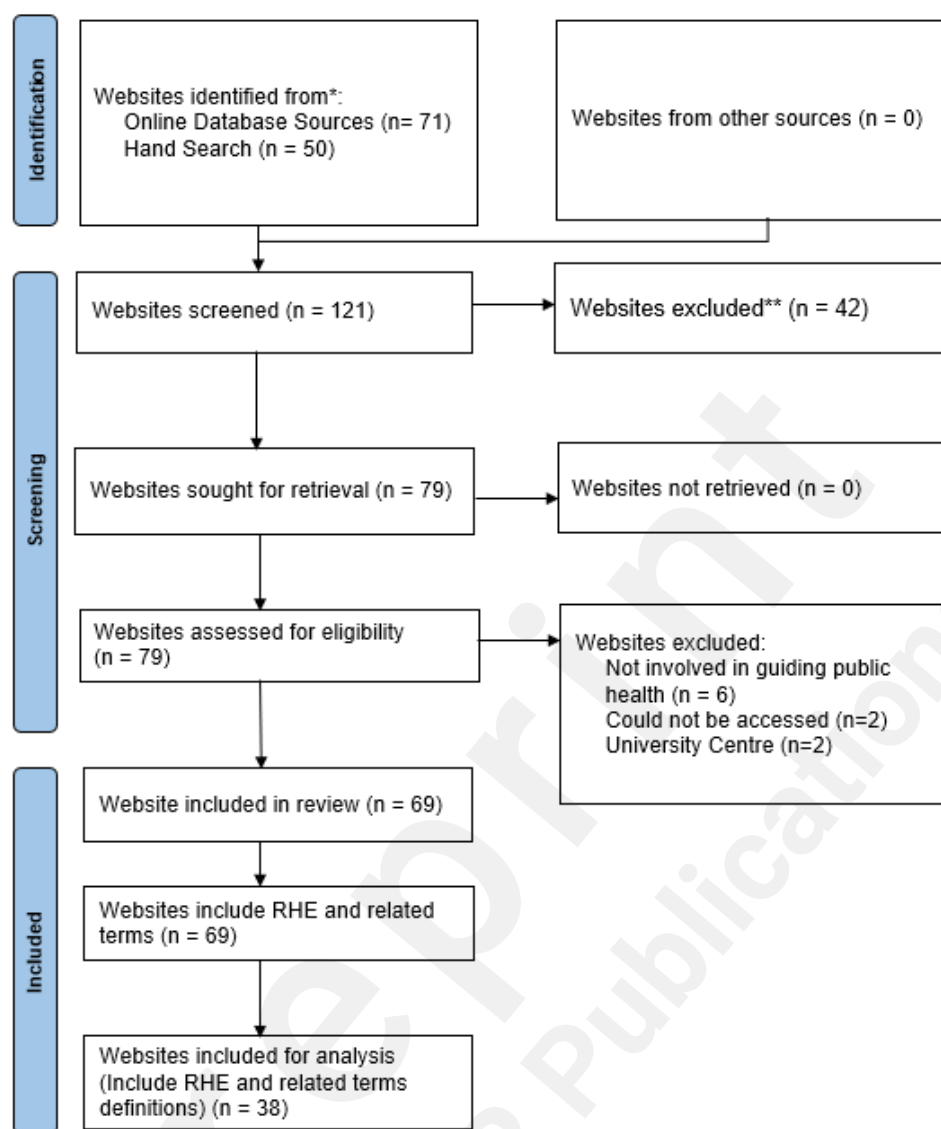 Identification
Websites identified from*:
Online Database Sources (n= 71)
Hand Search (n = 50)
Websites from other sources (n = 0)
Screening
Websites screened (n = 121)
Websites excluded** (n = 42)
Websites sought for retrieval (n = 79)
Websites not retrieved (n = 0)
Websites assessed for eligibility
(n = 79)
Websites excluded:
Not involved in guiding public
health (n = 6)
Could not be accessed (n=2)
University Centre (n=2)
Included
Website included in review (n = 69)
Websites include RHE and related
terms (n = 69)
Websites included for analysis
(Include RHE and related terms
definitions) (n = 38)
eprint
Publication